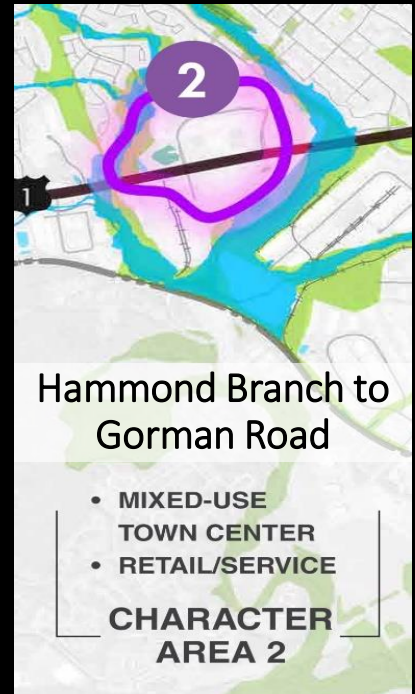 2
1
Hammond Branch to
Gorman Road
• MIXED-USE
TOWN CENTER
• RETAIL/SERVICE
CHARACTER
AREA 2